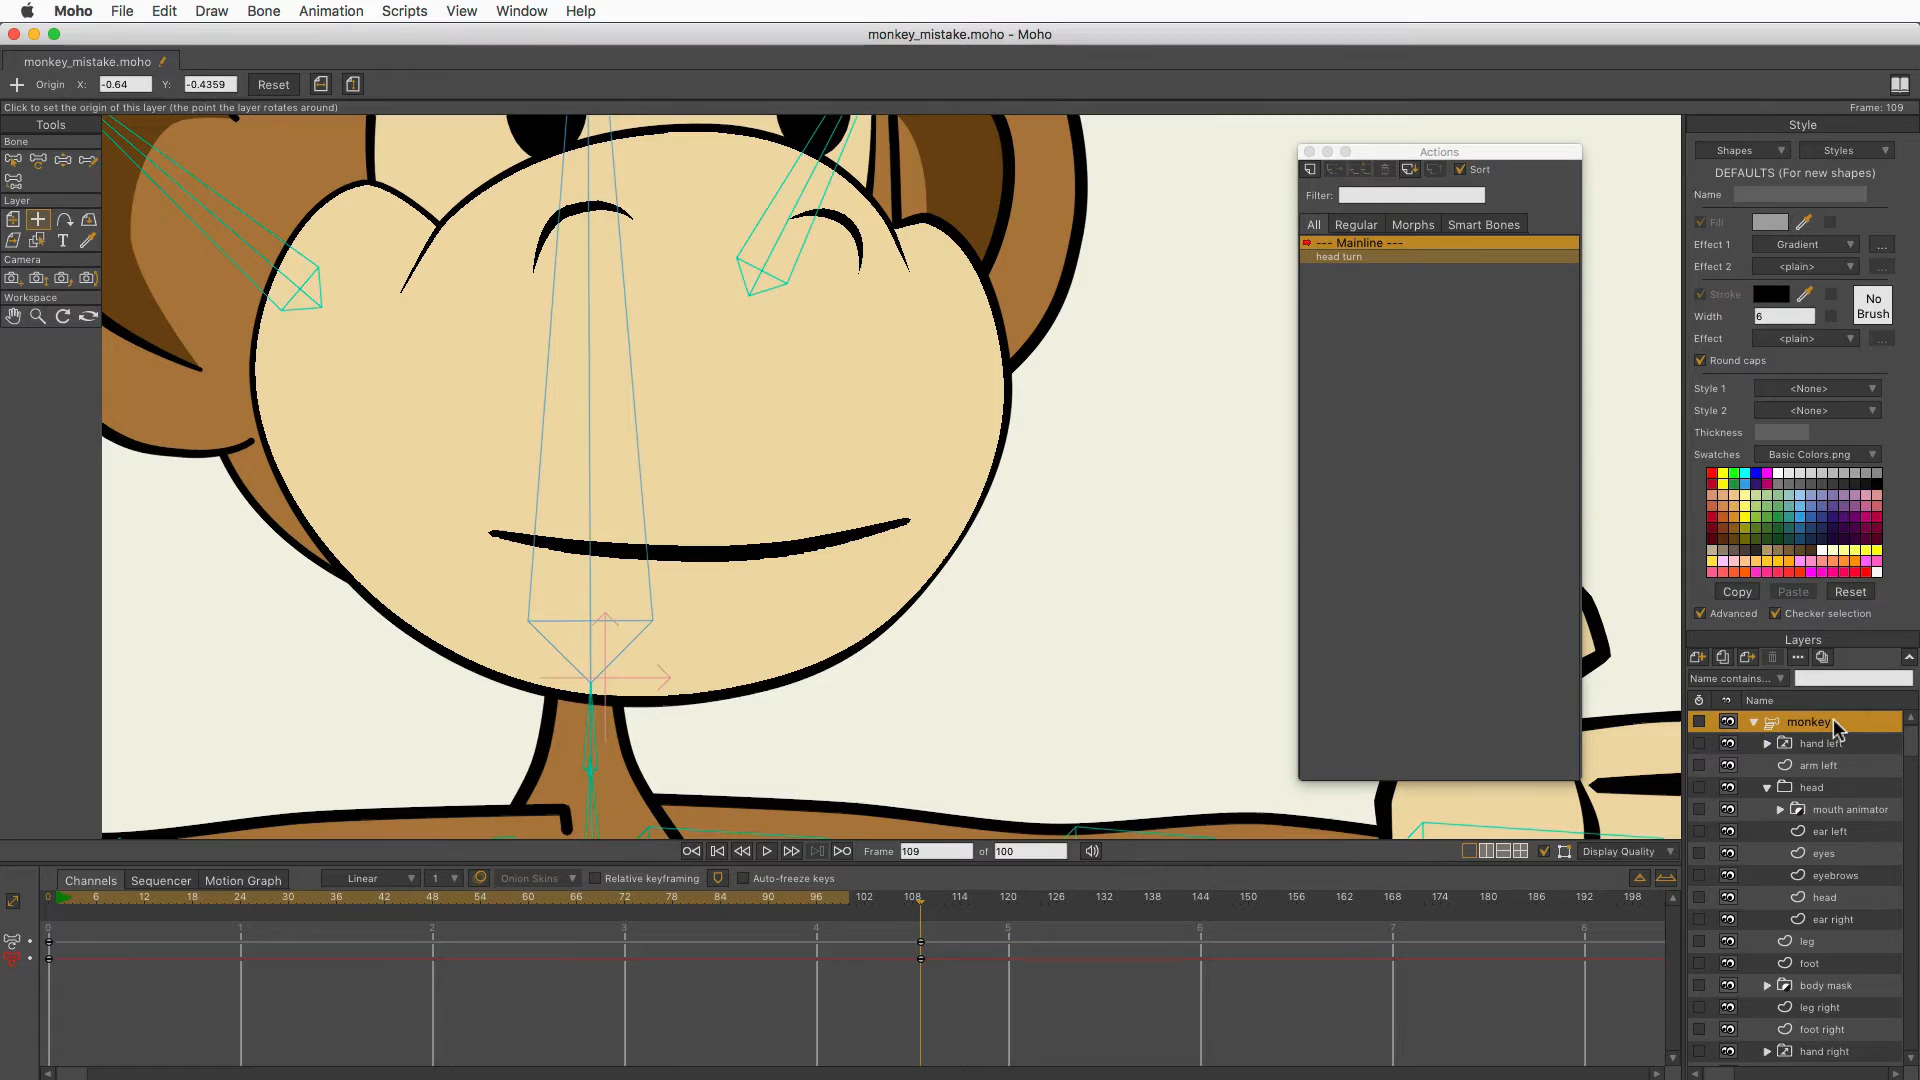 Moho File Edit Draw Bone Animation Scripts View Window Help
monkey_mistake.moho - Moho
monkey_mistake.moho
Origin X: -0.64 Y: -0.4359 Reset
Click to set the origin of this layer (the point the layer rotates around) Frame: 109
Tools
Bone
Layer
Camera
Workspace
Actions
Sort
Filter:
All Regular Morphs Smart Bones
--- Mainline ---
head turn
Style
Shapes Styles
DEFAULTS (For new shapes)
Name
Fill
Effect 1 Gradient ...
Effect 2 <plain> ...
Stroke
No Brush
Width 6
Effect <plain> ...
Round caps
Style 1 <None>
Style 2 <None>
Thickness
Swatches Basic Colors.png
Copy Paste Reset
Advanced Checker selection
Layers
Name contains...
Name
monkey
hand left
arm left
head
mouth animator
ear left
eyes
eyebrows
head
ear right
leg
foot
body mask
leg right
foot right
hand right
Frame 109 of 100 Display Quality
Channels Sequencer Motion Graph Linear 1 Onion Skins Relative keyframing Auto-freeze keys
0 6 12 18 24 30 36 42 48 54 60 66 72 78 84 90 96 102 108 114 120 126 132 138 144 150 156 162 168 174 180 186 192 198
0 1 2 3 4 5 6 7 8